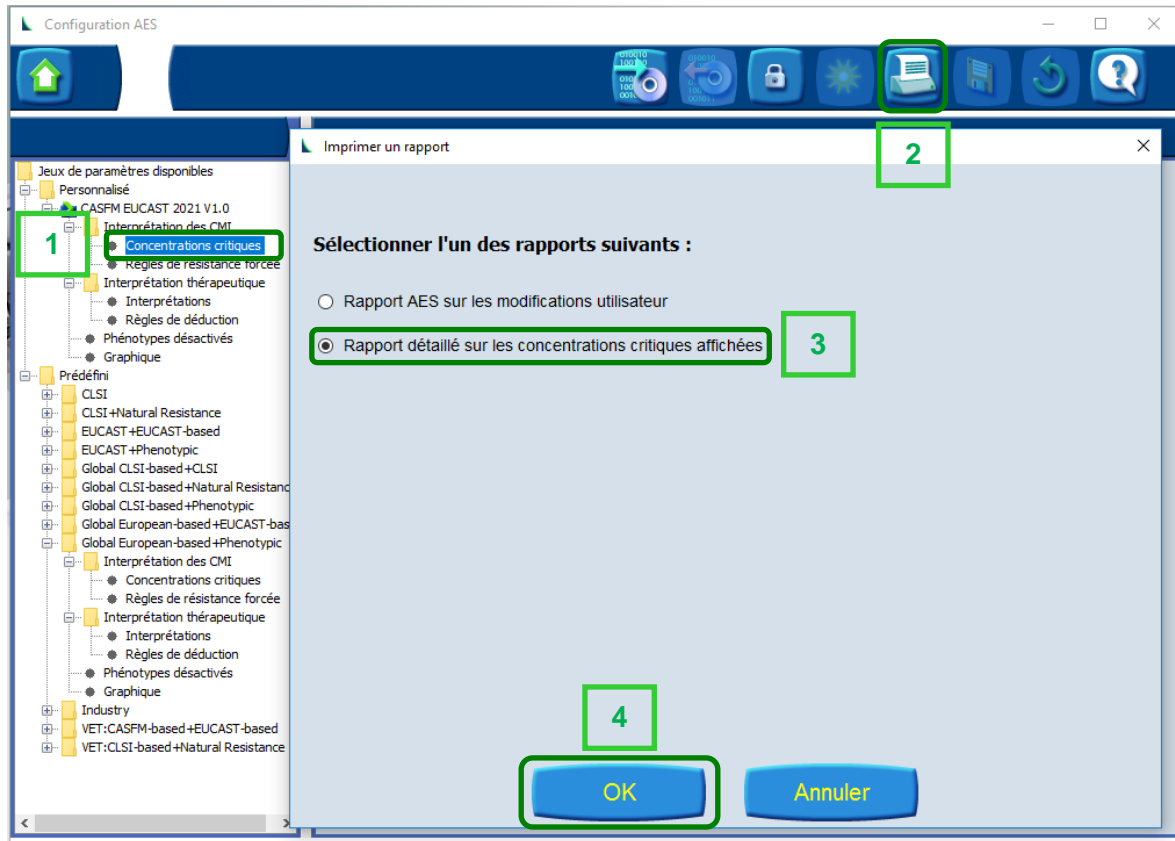 Configuration AES
2
Imprimer un rapport
Jeux de paramètres disponibles
Personnalisé
CASFM EUCAST 2021 V1.0
Interprétation des CMI
1
Concentrations critiques
Règles de résistance forcée
Interprétation thérapeutique
Interprétations
Règles de déduction
Phénotypes désactivés
Graphique
Prédéfini
CLSI
CLSI+Natural Resistance
EUCAST+EUCAST-based
EUCAST+Phenotypic
Global CLSI-based+CLSI
Global CLSI-based+Natural Resistanc
Global CLSI-based+Phenotypic
Global European-based+EUCAST-bas
Global European-based+Phenotypic
Interprétation des CMI
Concentrations critiques
Règles de résistance forcée
Interprétation thérapeutique
Interprétations
Règles de déduction
Phénotypes désactivés
Graphique
Industry
VET:CASFM-based+EUCAST-based
VET:CLSI-based+Natural Resistance
Sélectionner l'un des rapports suivants :
Rapport AES sur les modifications utilisateur
Rapport détaillé sur les concentrations critiques affichées
3
4
OK
Annuler